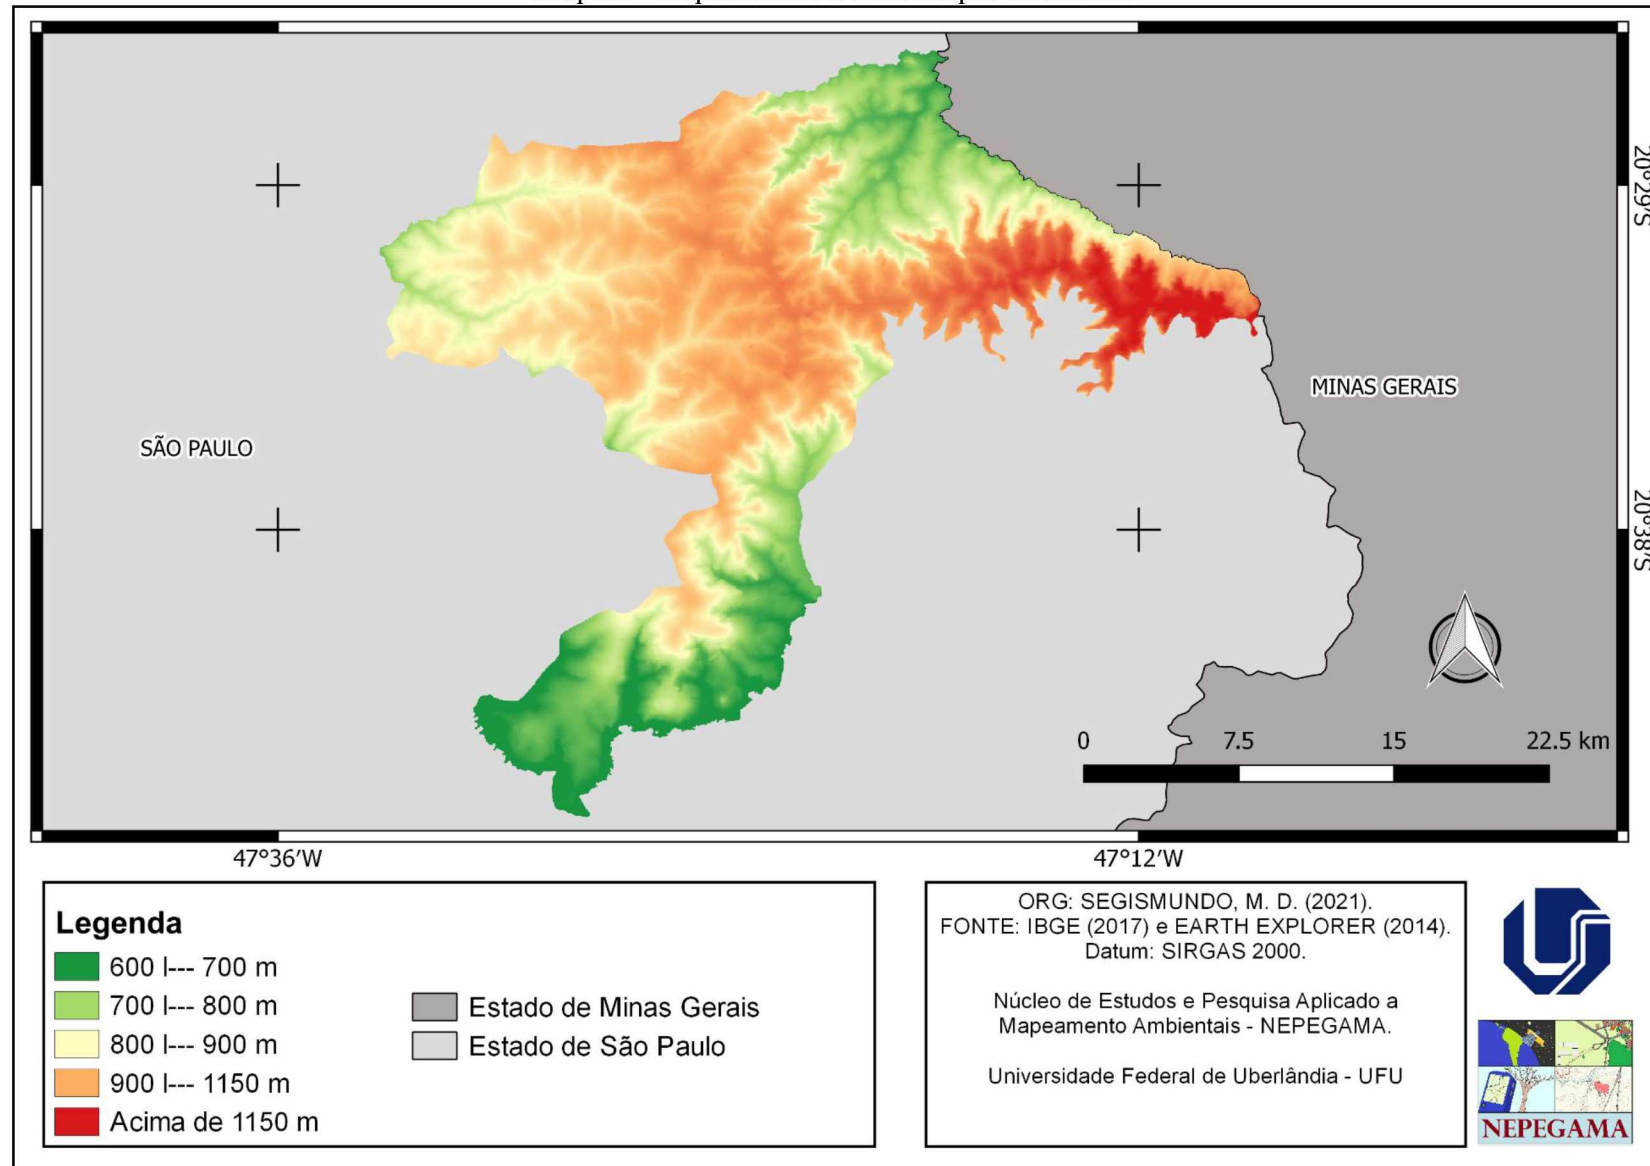 20°29'S
MINAS GERAIS
SÃO PAULO
20°38'S
0 7.5 15 22.5 km
47°36'W 47°12'W
Legenda
600 l--- 700 m
700 l--- 800 m
800 l--- 900 m
900 l--- 1150 m
Acima de 1150 m
Estado de Minas Gerais
Estado de São Paulo
ORG: SEGISMUNDO, M. D. (2021).
FONTE: IBGE (2017) e EARTH EXPLORER (2014).
Datum: SIRGAS 2000.
Núcleo de Estudos e Pesquisa Aplicado a
Mapeamento Ambientais - NEPEGAMA.
Universidade Federal de Uberlândia - UFU
NEPEGAMA